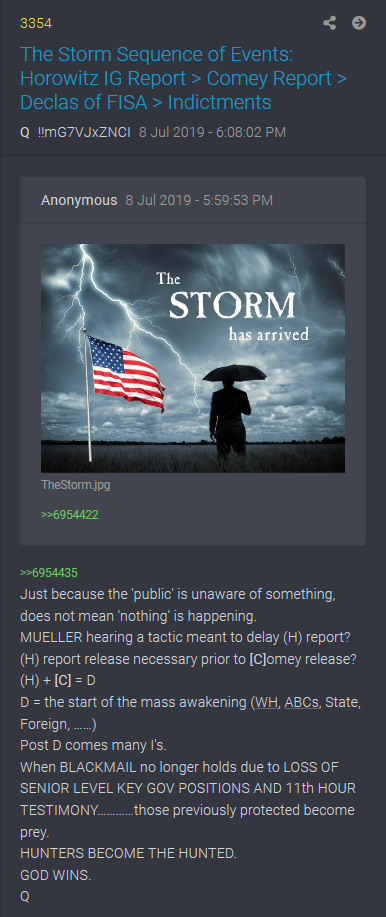 3354
The Storm Sequence of Events:
Horowitz IG Report > Comey Report >
Declas of FISA > Indictments
Q !!mG7VJxZNCI 8 Jul 2019 - 6:08:02 PM
Anonymous 8 Jul 2019 - 5:59:53 PM
The
STORM
has arrived
TheStorm.jpg
>>6954422
>>6954435
Just because the 'public' is unaware of something,
does not mean 'nothing' is happening.
MUELLER hearing a tactic meant to delay (H) report?
(H) report release necessary prior to [C]omey release?
(H) + [C] = D
D = the start of the mass awakening (WH, ABCs, State,
Foreign, ……)
Post D comes many I's.
When BLACKMAIL no longer holds due to LOSS OF
SENIOR LEVEL KEY GOV POSITIONS AND 11th HOUR
TESTIMONY…………those previously protected become
prey.
HUNTERS BECOME THE HUNTED.
GOD WINS.
Q